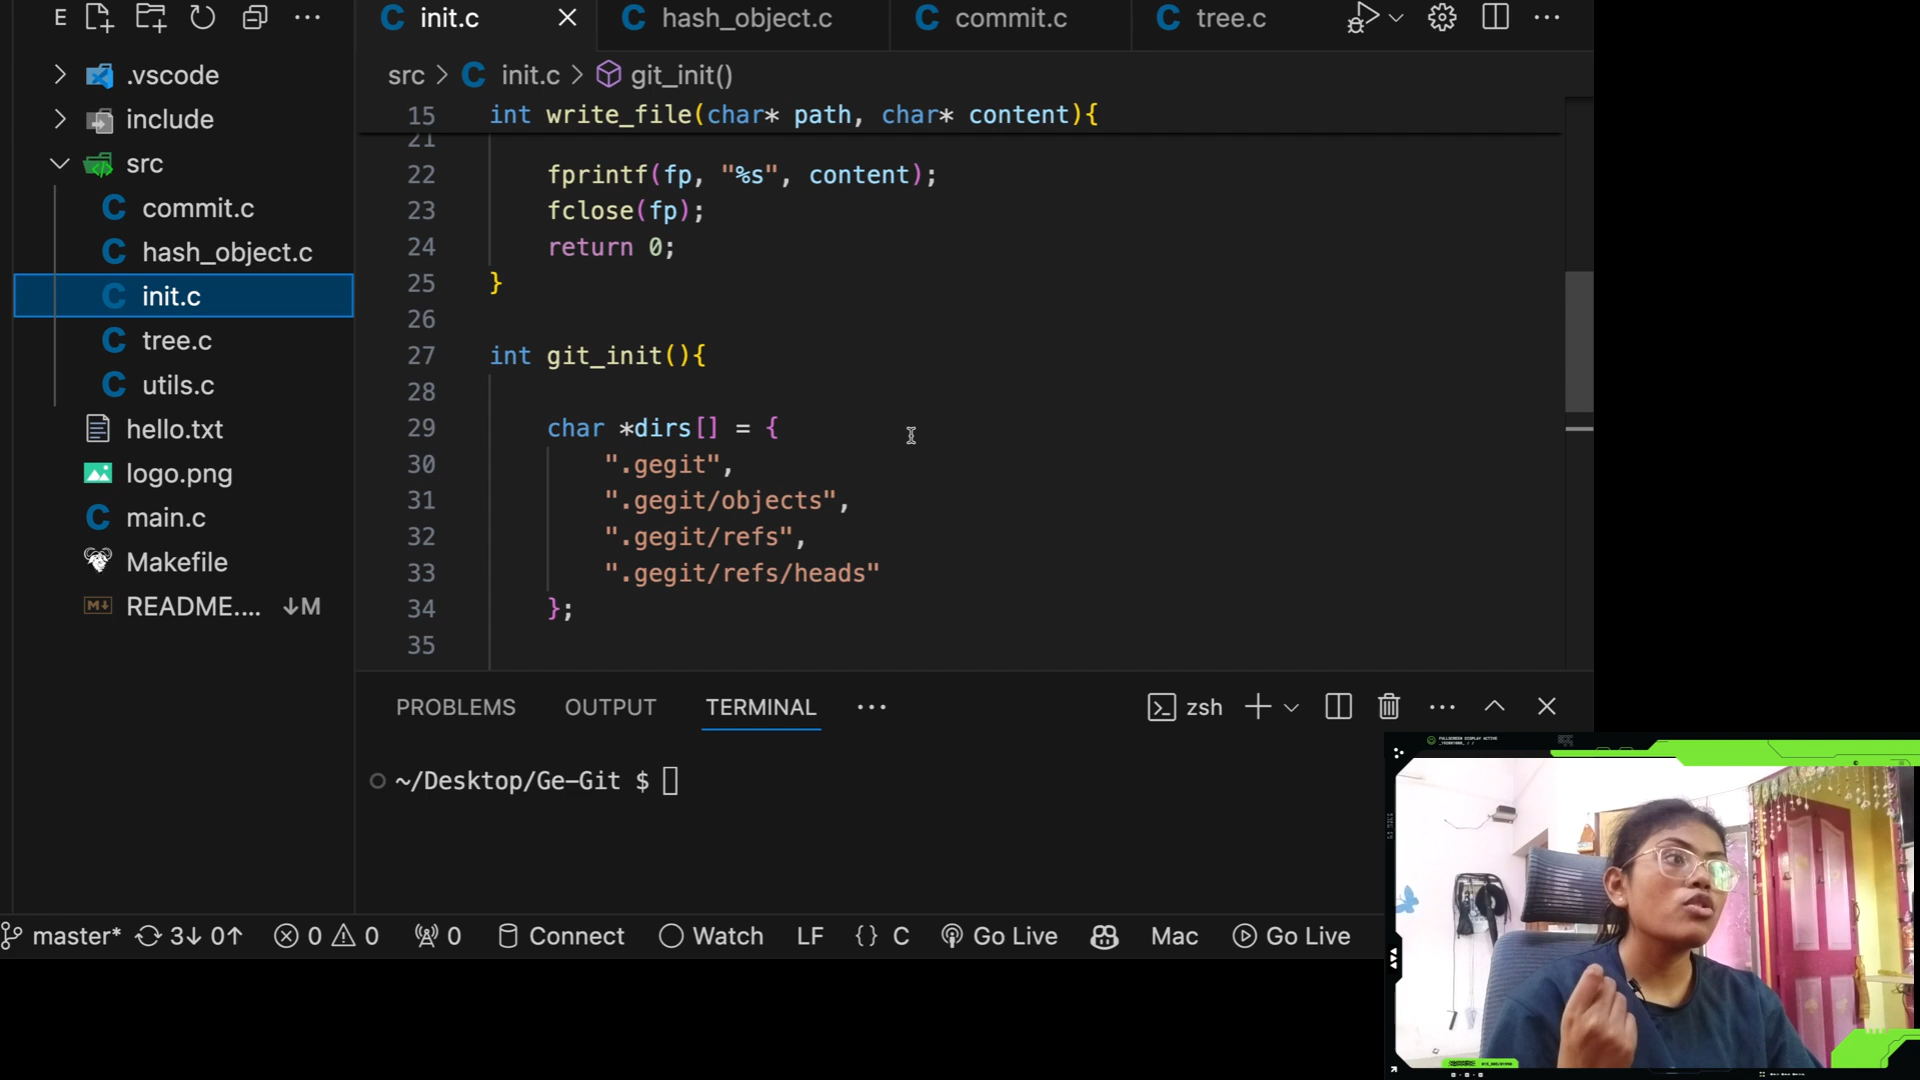 E
init.c
hash_object.c
commit.c
tree.c
.vscode
include
src
commit.c
hash_object.c
init.c
tree.c
utils.c
hello.txt
logo.png
main.c
Makefile
README.... ↓M
src > C init.c > git_init()
15 int write_file(char* path, char* content){
21
22 fprintf(fp, "%s", content);
23 fclose(fp);
24 return 0;
25 }
26
27 int git_init(){
28
29 char *dirs[] = {
30 ".gegit",
31 ".gegit/objects",
32 ".gegit/refs",
33 ".gegit/refs/heads"
34 };
35
PROBLEMS OUTPUT TERMINAL ...
zsh
~/Desktop/Ge-Git $
master* 3↓ 0↑ 0 0 0 Connect Watch LF {} C Go Live Mac Go Live